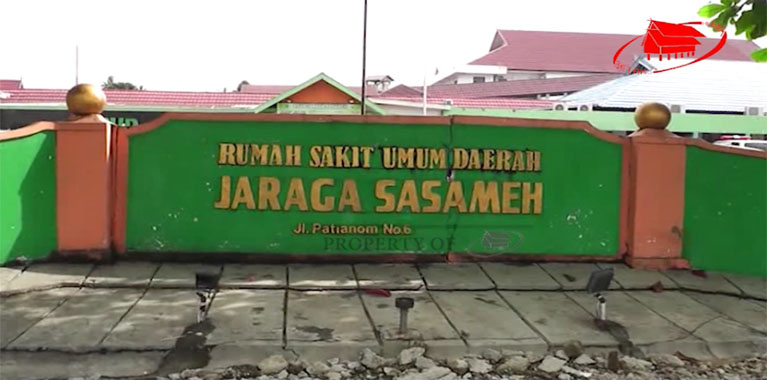 RUMAH SAKIT UMUM DAERAH
JARAGA SASAMEH
Jl. Patianom No.6
PROPERTY OF